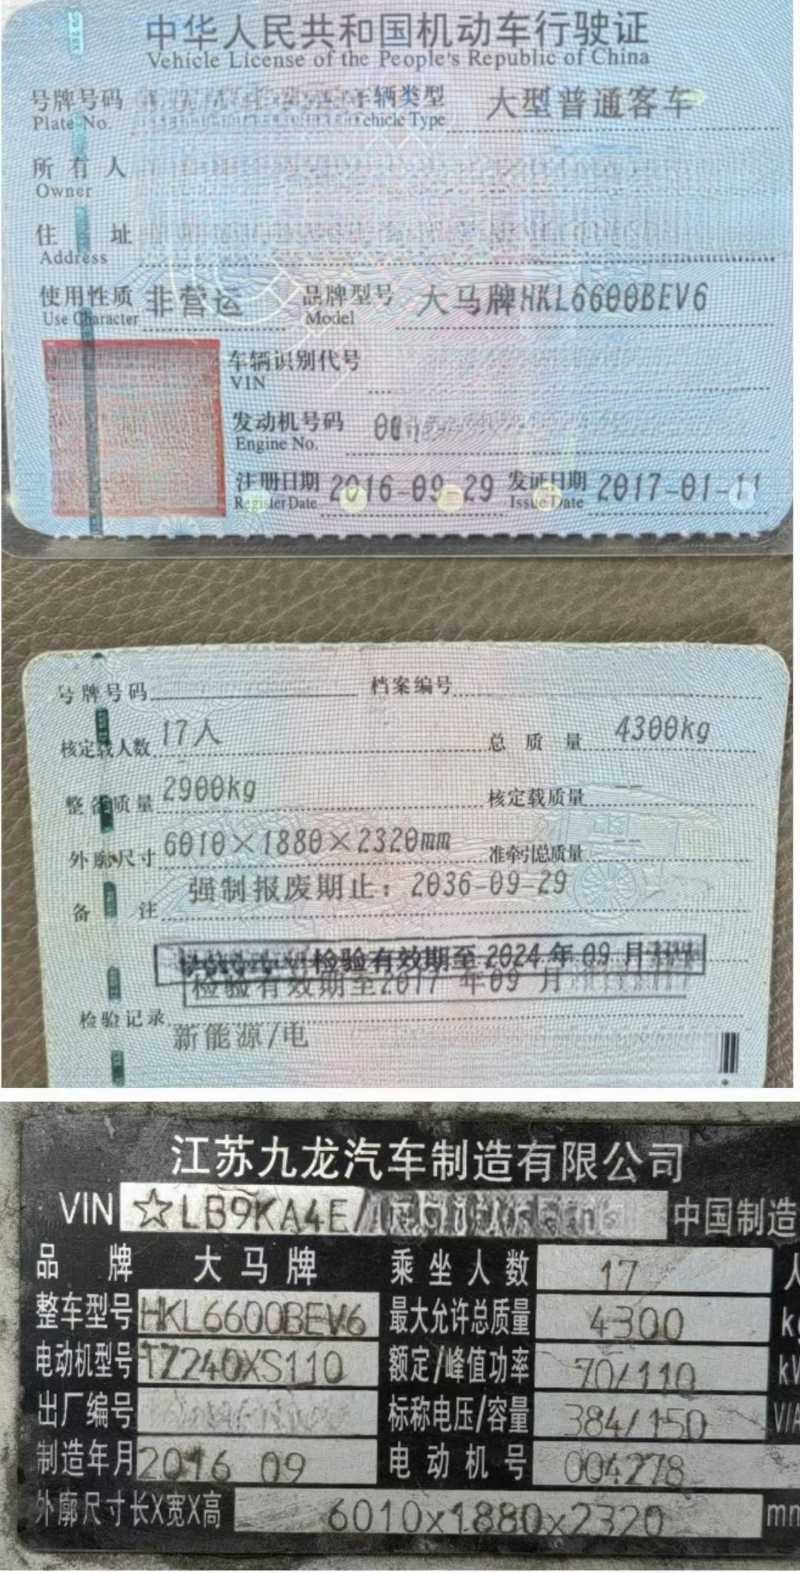 中华人民共和国机动车行驶证
Vehicle License of the People's Republic of China
号牌号码 车辆类型 大型普通客车
Plate No. Vehicle Type
所有人
Owner
住址
Address
使用性质 非营运 品牌型号 大马牌HKL6600BEV6
Use Character Model
车辆识别代号
VIN
发动机号码
Engine No.
注册日期 2016-09-29 发证日期 2017-01-11
Register Date Issue Date
号牌号码 档案编号
核定载人数 17人 总质量 4300kg
整备质量 2900kg 核定载质量 --
外廓尺寸 6010×1880×2320mm 准牵引总质量 --
备注 强制报废期止：2036-09-29
检验有效期至2024年09月
检验有效期至2017年09月
检验记录
新能源/电
江苏九龙汽车制造有限公司
VIN ☆LB9KA4E 中国制造
品牌 大马牌 乘坐人数 17 人
整车型号 HKL6600BEV6 最大允许总质量 4300 kg
电动机型号 TZ240XS110 额定/峰值功率 70/110 kW
出厂编号 标称电压/容量 384/150 V/A
制造年月 2016 09 电动机号 004278
外廓尺寸长X宽X高 6010x1880x2320 mm